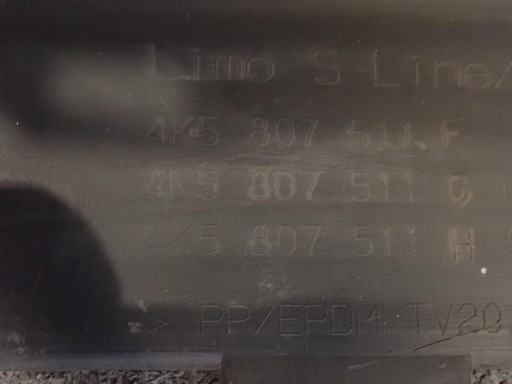 Limo S-Line/
4K5 807 511 F
4K5 807 511 G
4K5 807 511 H
> PP/EPDM TV20